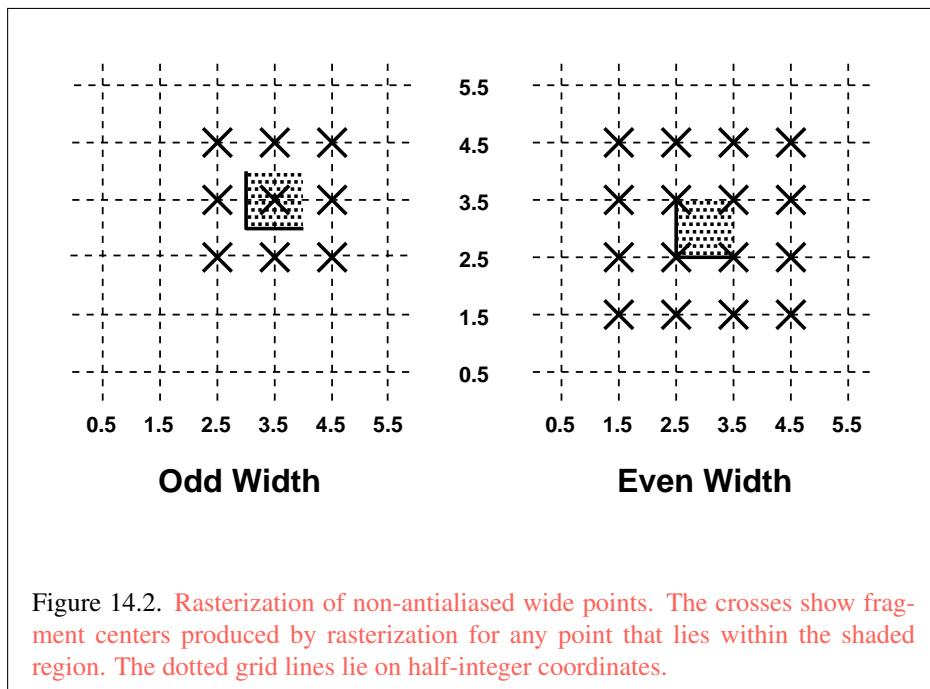 5.5
4.5
3.5
2.5
1.5
0.5
0.5 1.5 2.5 3.5 4.5 5.5
0.5 1.5 2.5 3.5 4.5 5.5
Odd Width
Even Width
Figure 14.2. Rasterization of non-antialiased wide points. The crosses show frag-
ment centers produced by rasterization for any point that lies within the shaded
region. The dotted grid lines lie on half-integer coordinates.